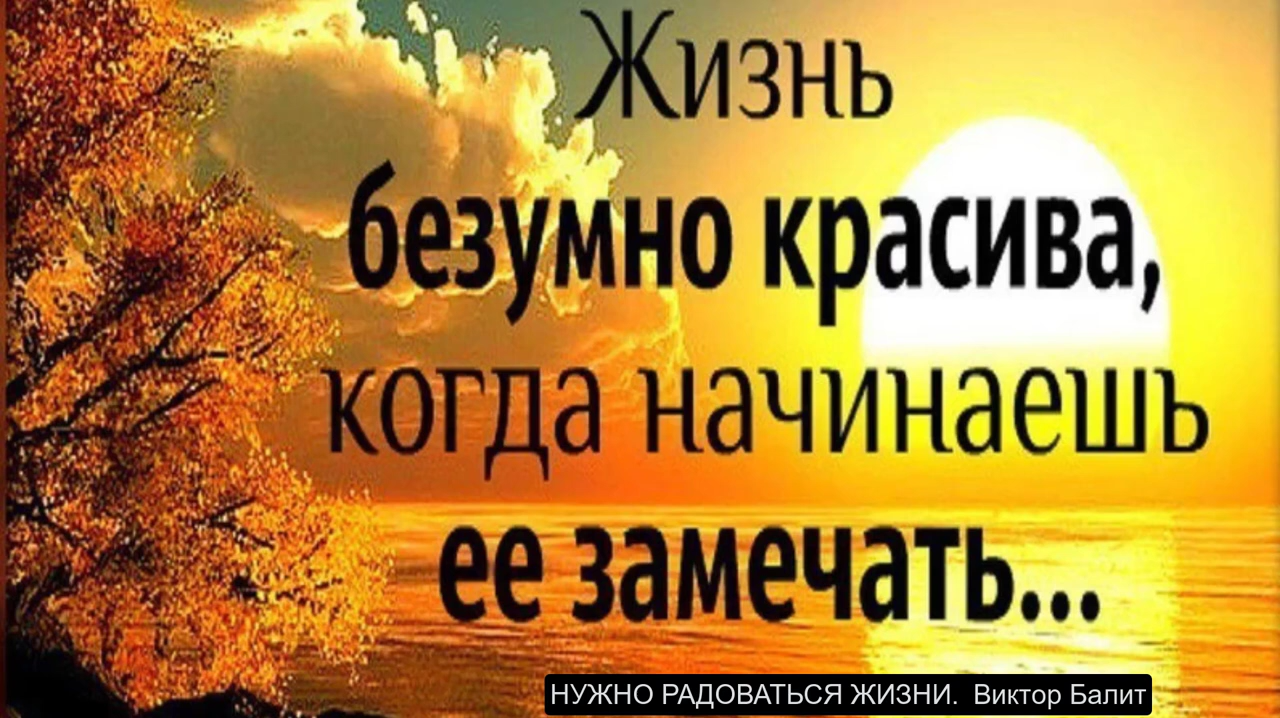 Жизнь
безумно красива,
когда начинаешь
ее замечать...
НУЖНО РАДОВАТЬСЯ ЖИЗНИ.  Виктор Балит